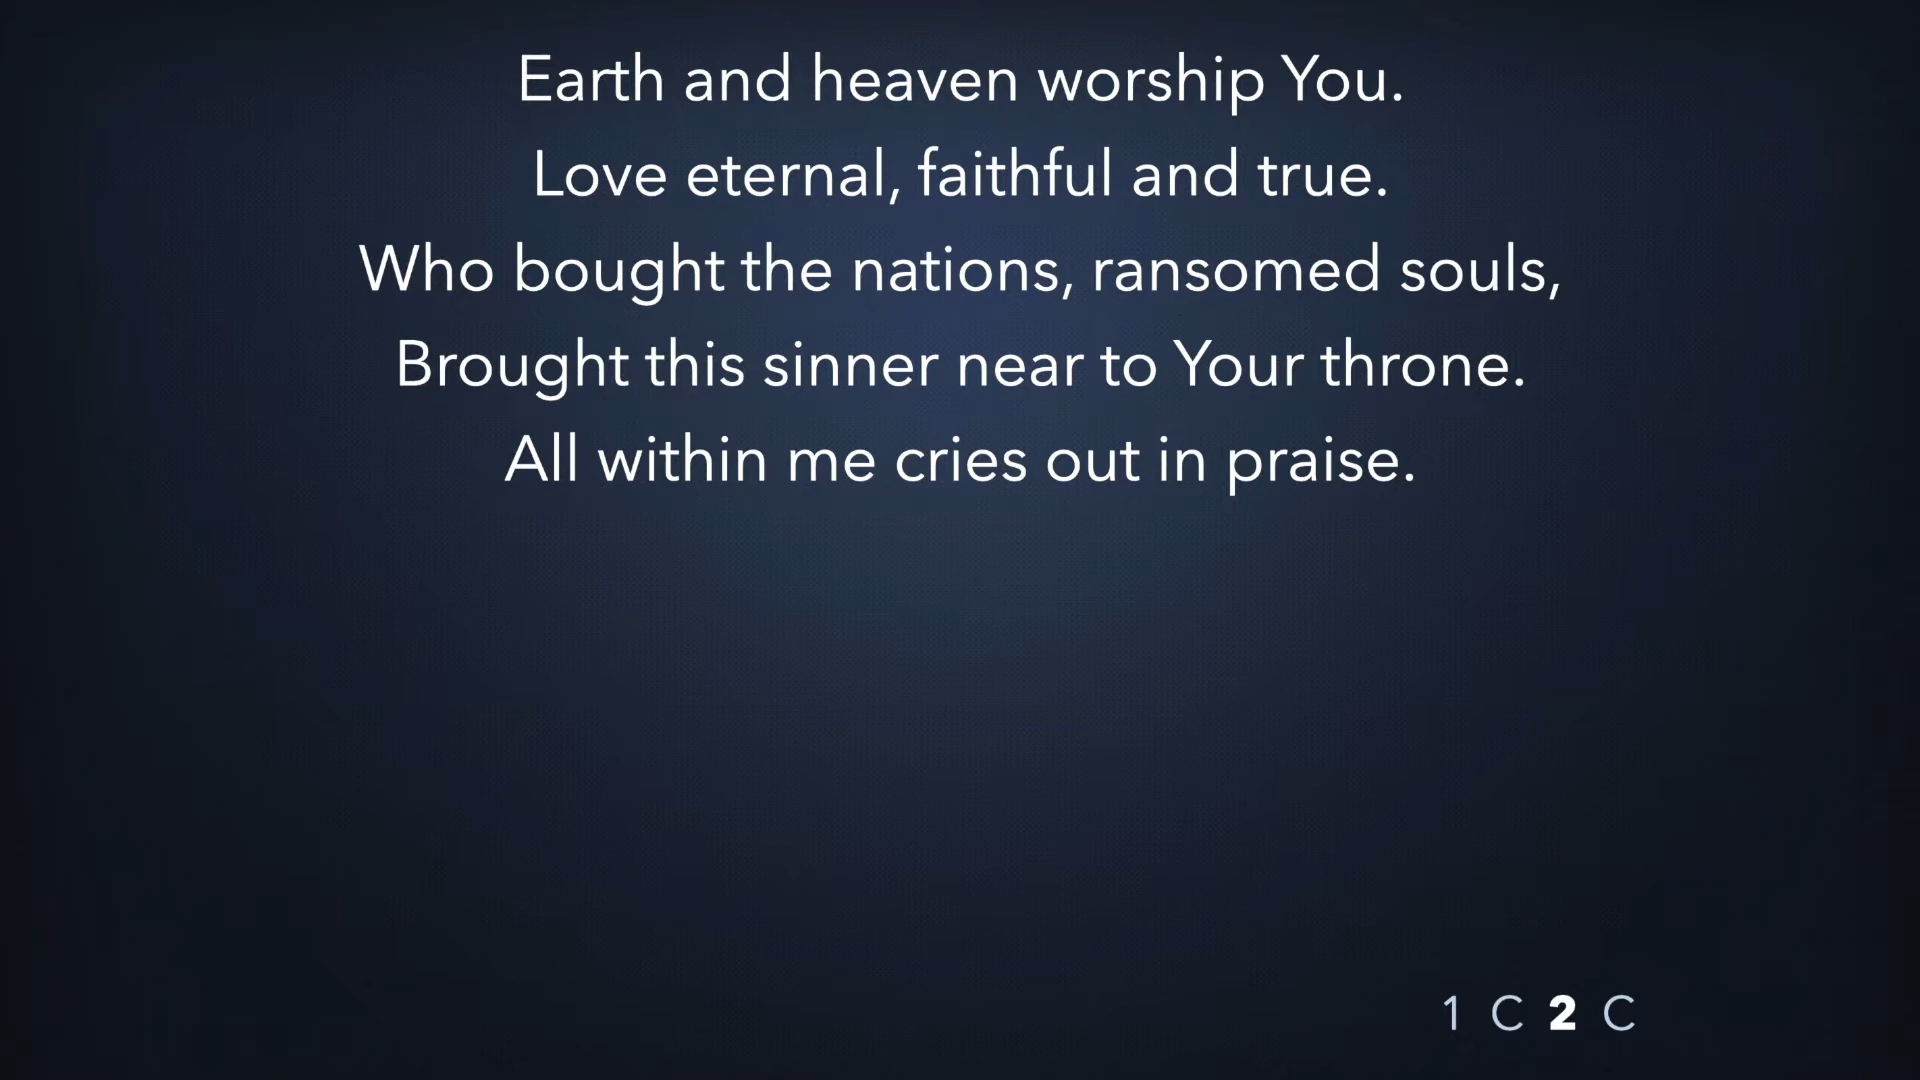 Earth and heaven worship You.
Love eternal, faithful and true.
Who bought the nations, ransomed souls,
Brought this sinner near to Your throne.
All within me cries out in praise.
1 C 2 C